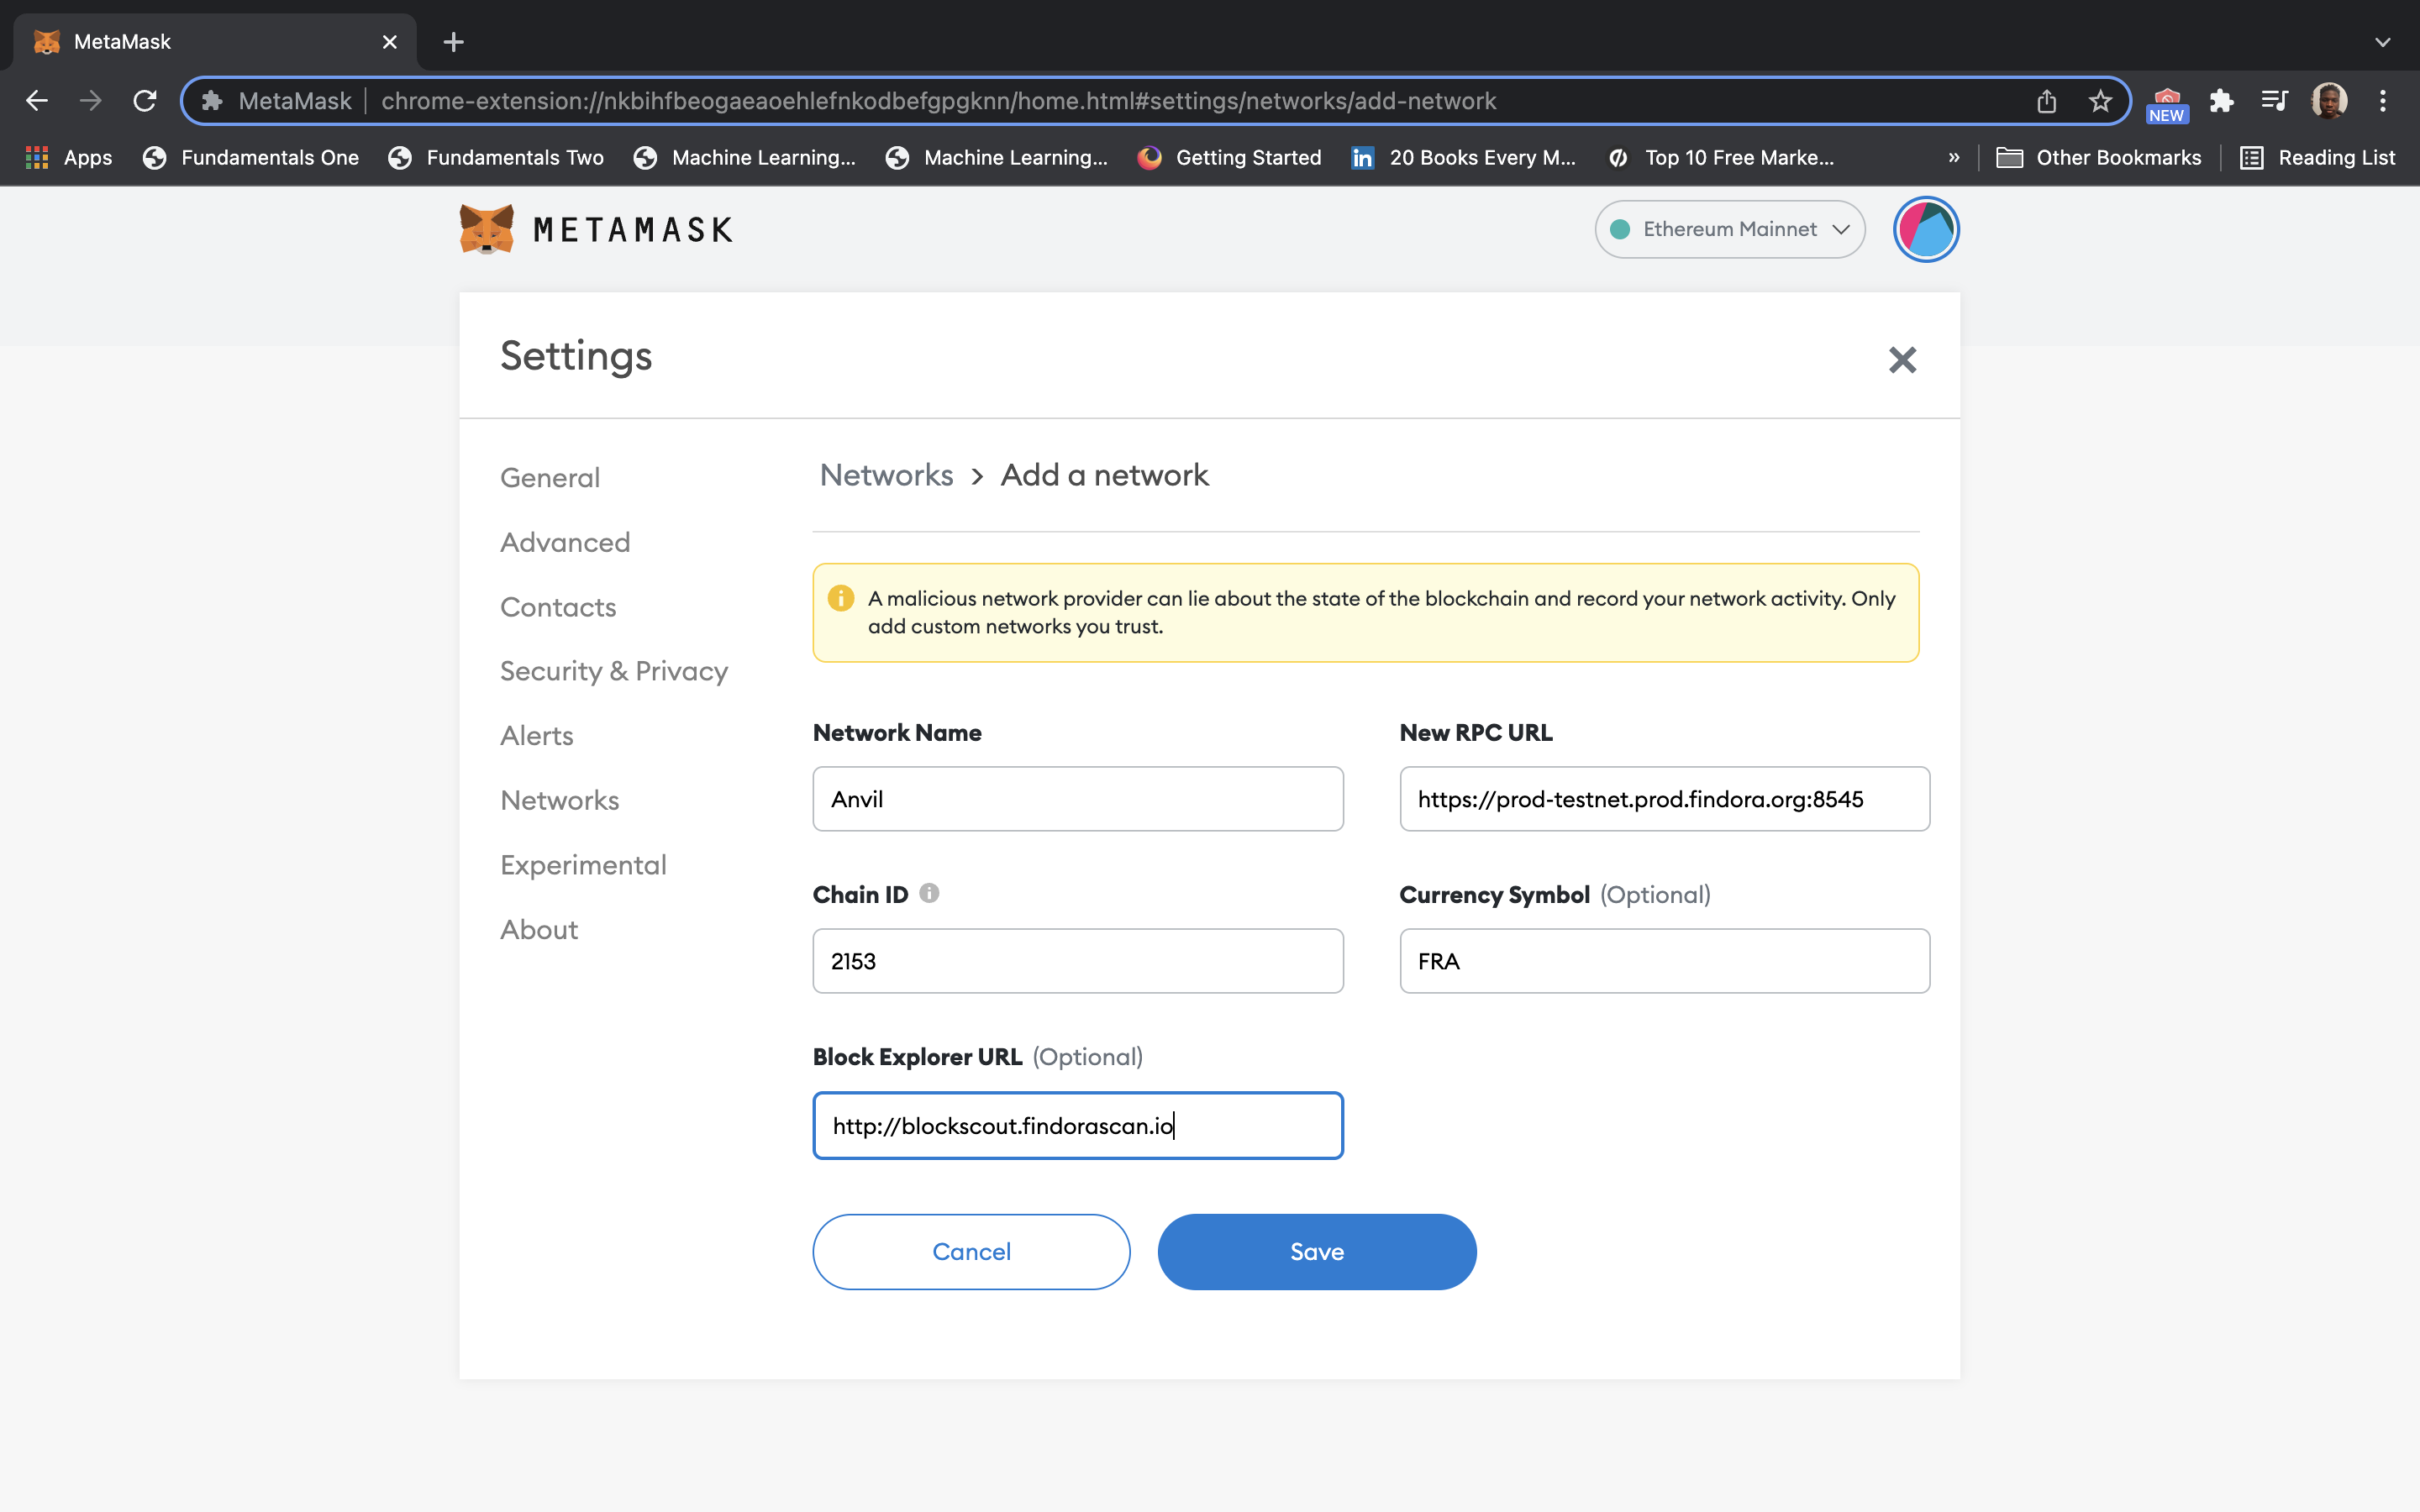 MetaMask
MetaMask
chrome-extension://nkbihfbeogaeaoehlefnkodbefgpgknn/home.html#settings/networks/add-network
NEW
Apps
Fundamentals One
Fundamentals Two
Machine Learning...
Machine Learning...
Getting Started
in
20 Books Every M...
Top 10 Free Marke...
»
Other Bookmarks
Reading List
METAMASK
Ethereum Mainnet
Settings
General
Advanced
Contacts
Security & Privacy
Alerts
Networks
Experimental
About
Networks > Add a network
A malicious network provider can lie about the state of the blockchain and record your network activity. Only
add custom networks you trust.
Network Name
Anvil
New RPC URL
https://prod-testnet.prod.findora.org:8545
Chain ID
2153
Currency Symbol (Optional)
FRA
Block Explorer URL (Optional)
http://blockscout.findorascan.io
Cancel
Save